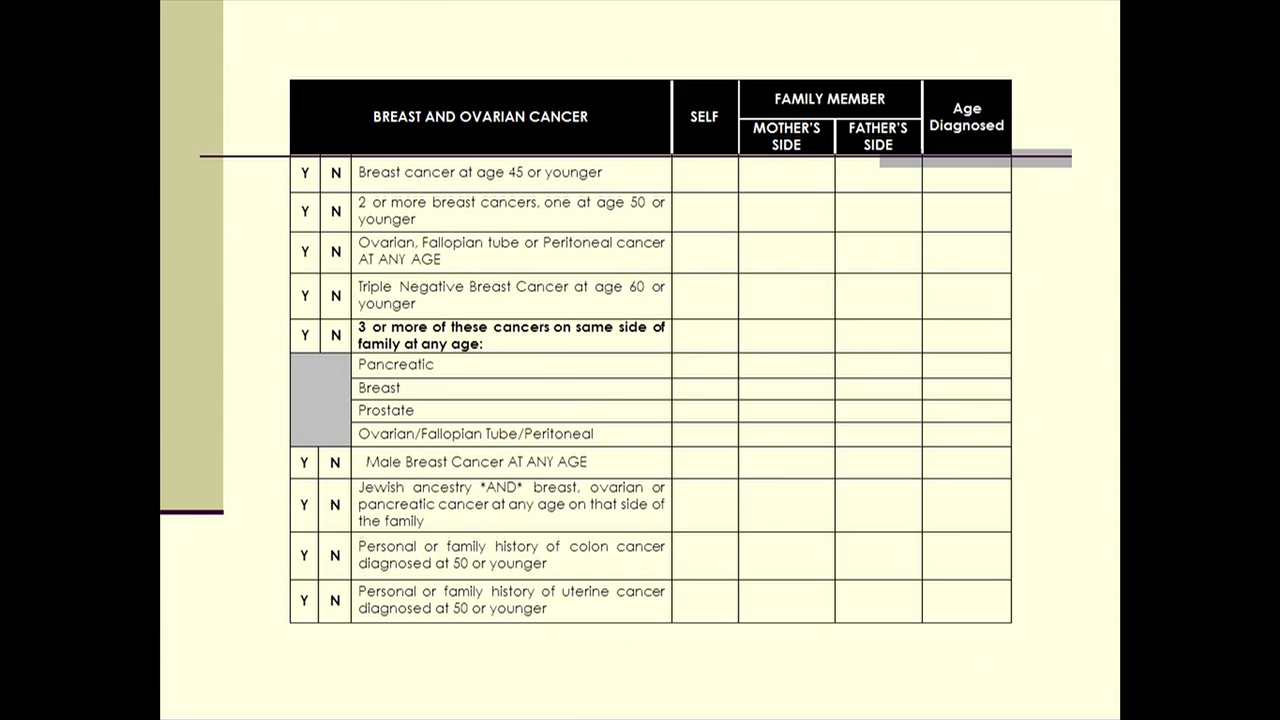 BREAST AND OVARIAN CANCER
SELF
FAMILY MEMBER
MOTHER'S
SIDE
FATHER'S
SIDE
Age
Diagnosed
Y N Breast cancer at age 45 or younger
Y N 2 or more breast cancers, one at age 50 or
younger
Y N Ovarian, Fallopian tube or Peritoneal cancer
AT ANY AGE
Y N Triple Negative Breast Cancer at age 60 or
younger
Y N 3 or more of these cancers on same side of
family at any age:
Pancreatic
Breast
Prostate
Ovarian/Fallopian Tube/Peritoneal
Y N Male Breast Cancer AT ANY AGE
Y N Jewish ancestry *AND* breast, ovarian or
pancreatic cancer at any age on that side of
the family
Y N Personal or family history of colon cancer
diagnosed at 50 or younger
Y N Personal or family history of uterine cancer
diagnosed at 50 or younger